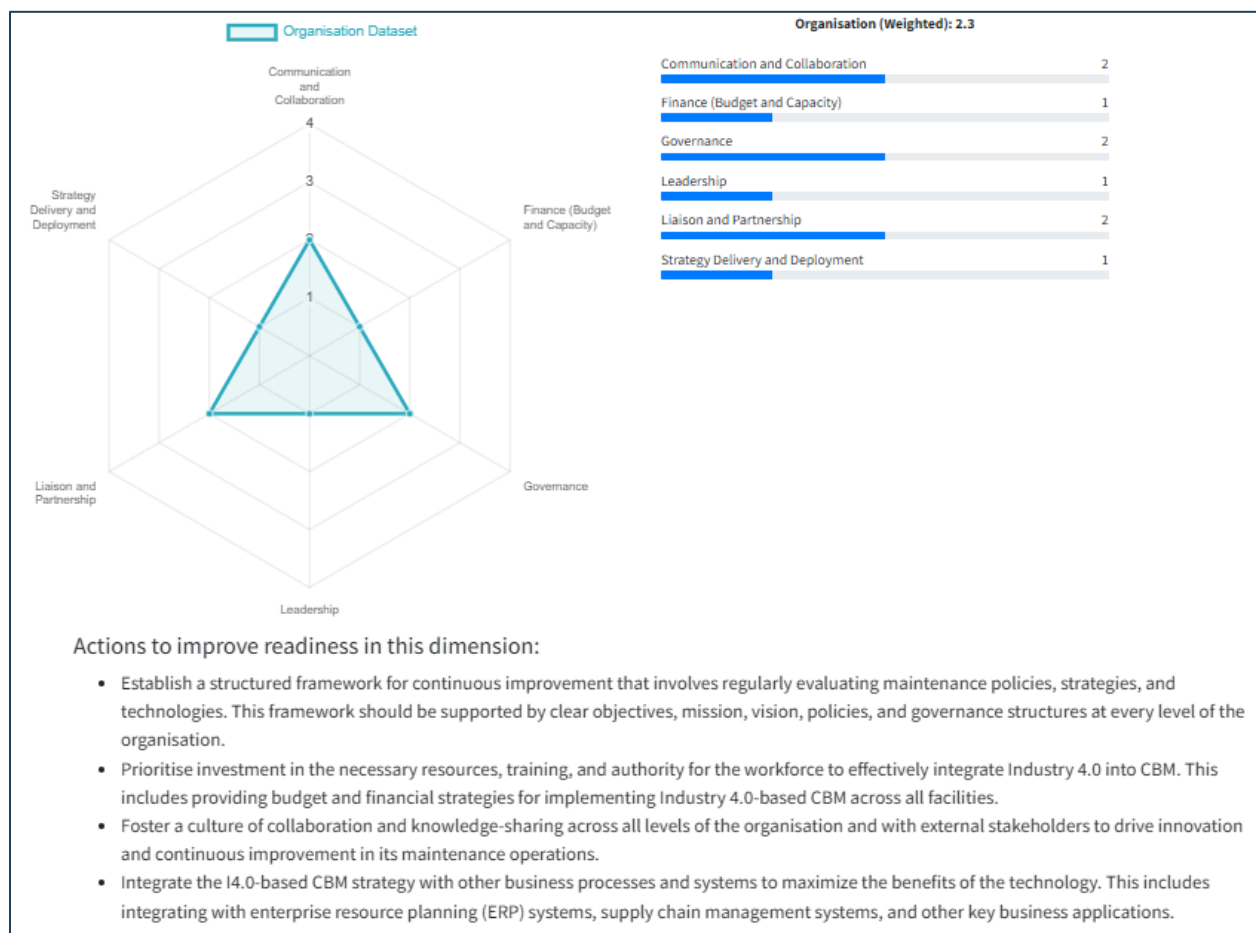 Organisation Dataset
Communication
and
Collaboration
4
3
2
1
Strategy
Delivery and
Deployment
Finance (Budget
and Capacity)
Liaison and
Partnership
Governance
Leadership
Organisation (Weighted): 2.3
Communication and Collaboration 2
Finance (Budget and Capacity) 1
Governance 2
Leadership 1
Liaison and Partnership 2
Strategy Delivery and Deployment 1
Actions to improve readiness in this dimension:
• Establish a structured framework for continuous improvement that involves regularly evaluating maintenance policies, strategies, and
technologies. This framework should be supported by clear objectives, mission, vision, policies, and governance structures at every level of the
organisation.
• Prioritise investment in the necessary resources, training, and authority for the workforce to effectively integrate Industry 4.0 into CBM. This
includes providing budget and financial strategies for implementing Industry 4.0-based CBM across all facilities.
• Foster a culture of collaboration and knowledge-sharing across all levels of the organisation and with external stakeholders to drive innovation
and continuous improvement in its maintenance operations.
• Integrate the I4.0-based CBM strategy with other business processes and systems to maximize the benefits of the technology. This includes
integrating with enterprise resource planning (ERP) systems, supply chain management systems, and other key business applications.